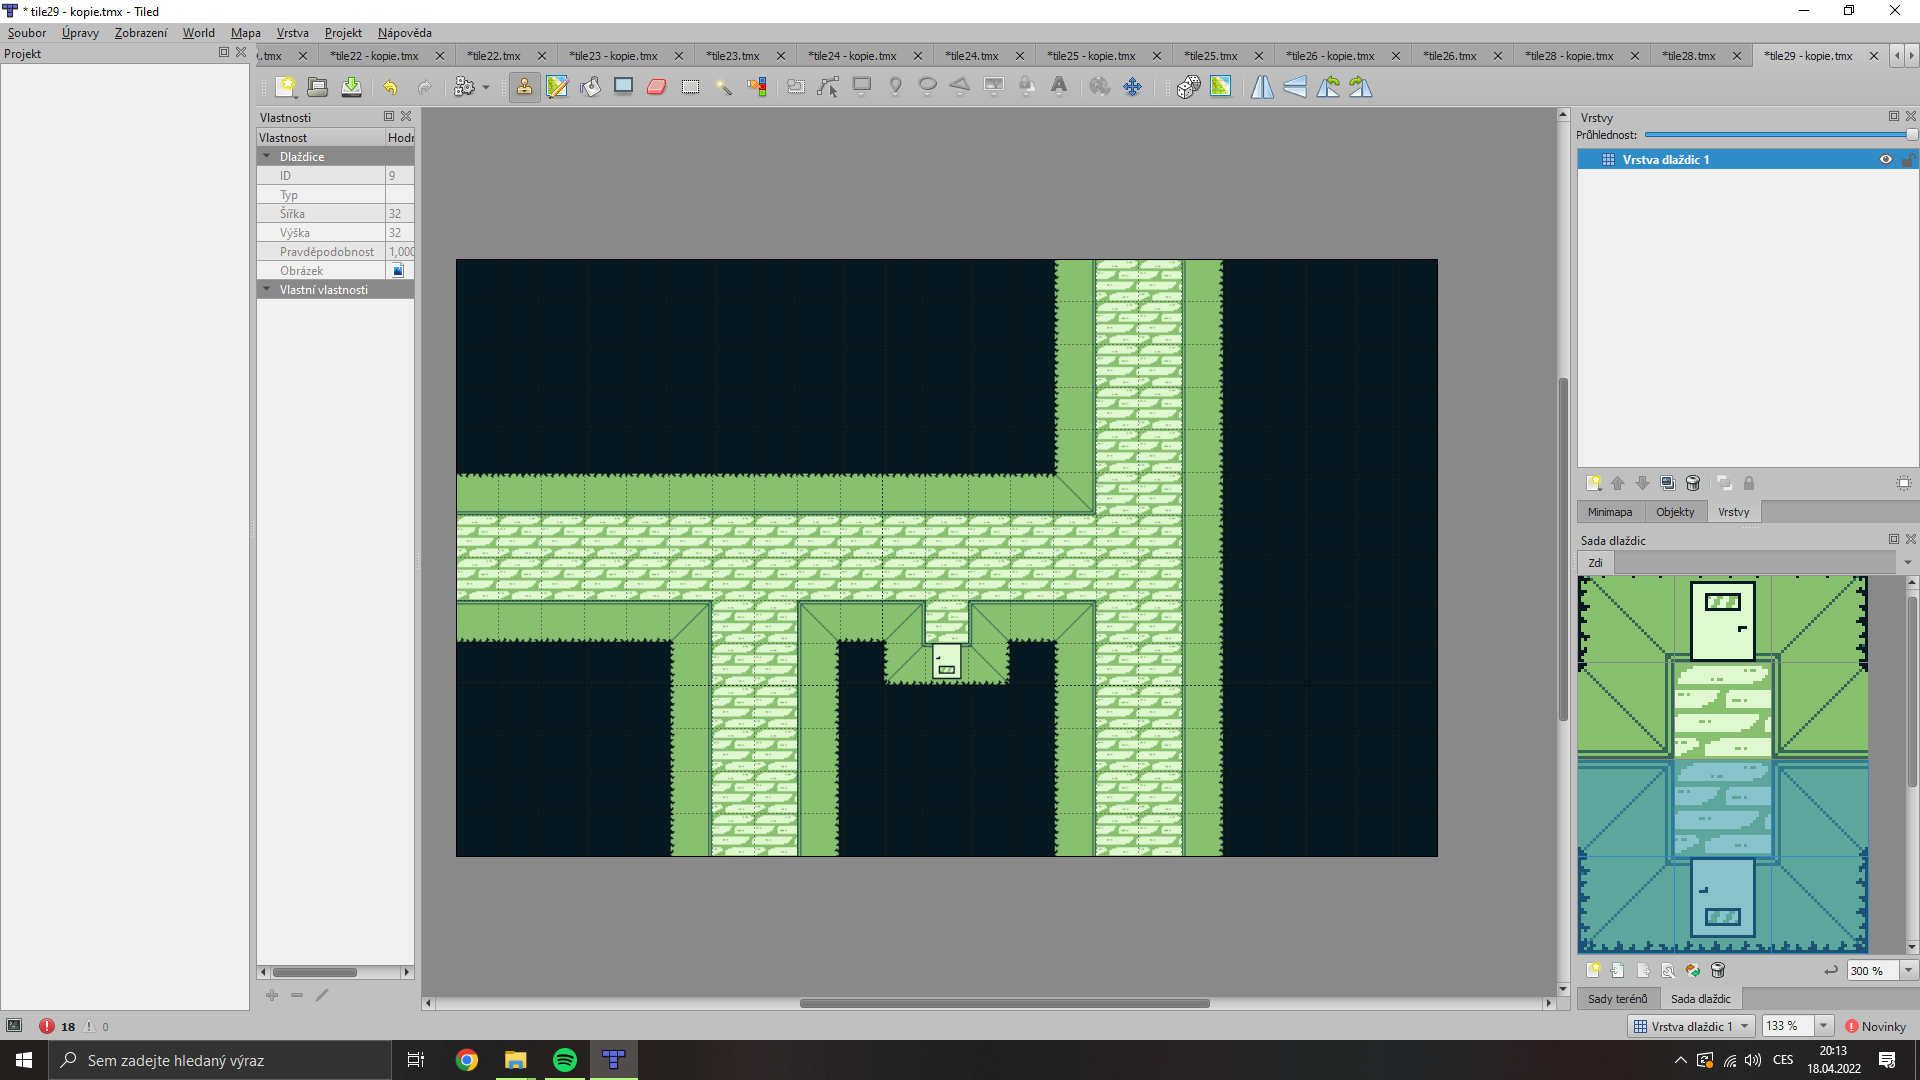 * tile29 - kopie.tmx - Tiled
Soubor Úpravy Zobrazení World Mapa Vrstva Projekt Nápověda
Projekt
.tmx *tile22 - kopie.tmx *tile22.tmx *tile23 - kopie.tmx *tile23.tmx *tile24 - kopie.tmx *tile24.tmx *tile25 - kopie.tmx *tile25.tmx *tile26 - kopie.tmx *tile26.tmx *tile28 - kopie.tmx *tile28.tmx *tile29 - kopie.tmx
Vlastnosti
Vlastnost Hodr
Dlaždice
ID 9
Typ
Šířka 32
Výška 32
Pravděpodobnost 1,000
Obrázek
Vlastní vlastnosti
Vrstvy
Průhlednost:
Vrstva dlaždic 1
Minimapa Objekty Vrstvy
Sada dlaždic
Zdi
300 %
Sady terénů Sada dlaždic
18 0
Vrstva dlaždic 1 133 % Novinky
Sem zadejte hledaný výraz
CES
20:13
18.04.2022